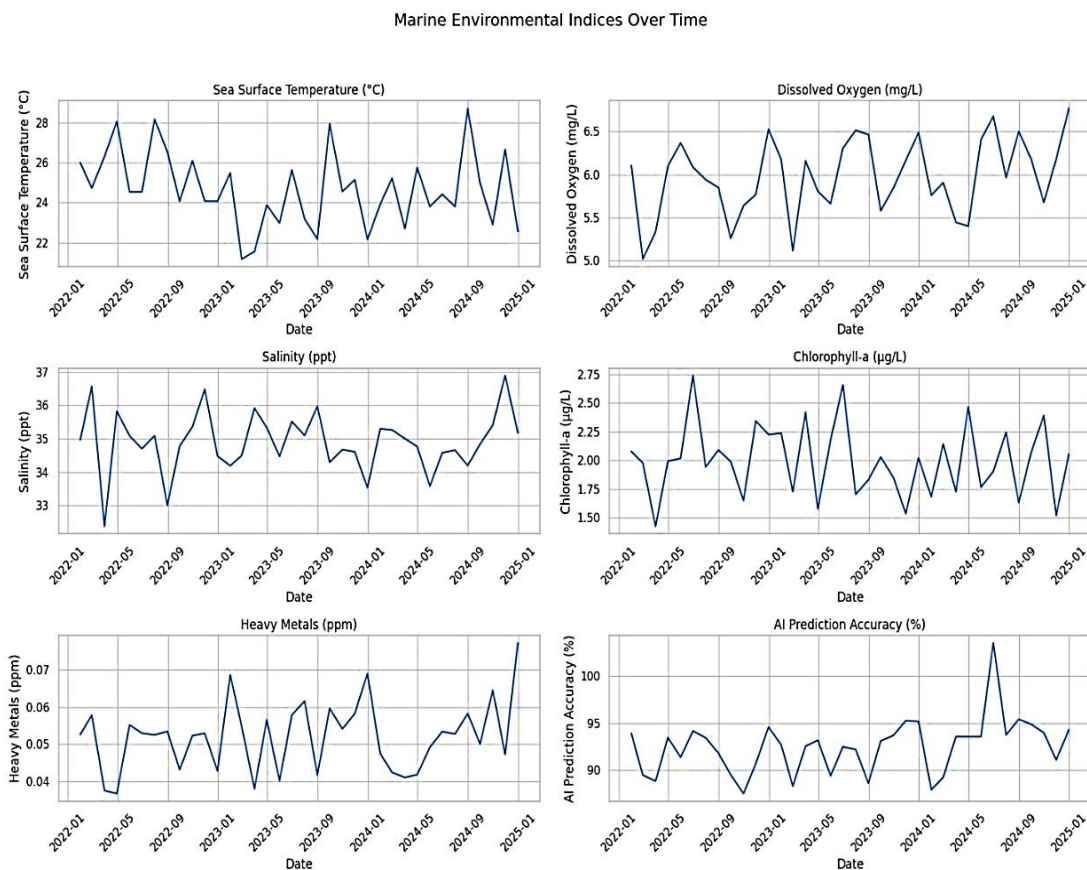 Marine Environmental Indices Over Time
Sea Surface Temperature (°C)
Sea Surface Temperature (°C)
28
26
24
22
2022-01 2022-05 2022-09 2023-01 2023-05 2023-09 2024-01 2024-05 2024-09 2025-01
Date
Dissolved Oxygen (mg/L)
Dissolved Oxygen (mg/L)
6.5
6.0
5.5
5.0
2022-01 2022-05 2022-09 2023-01 2023-05 2023-09 2024-01 2024-05 2024-09 2025-01
Date
Salinity (ppt)
Salinity (ppt)
37
36
35
34
33
2022-01 2022-05 2022-09 2023-01 2023-05 2023-09 2024-01 2024-05 2024-09 2025-01
Date
Chlorophyll-a (µg/L)
Chlorophyll-a (µg/L)
2.75
2.50
2.25
2.00
1.75
1.50
2022-01 2022-05 2022-09 2023-01 2023-05 2023-09 2024-01 2024-05 2024-09 2025-01
Date
Heavy Metals (ppm)
Heavy Metals (ppm)
0.07
0.06
0.05
0.04
2022-01 2022-05 2022-09 2023-01 2023-05 2023-09 2024-01 2024-05 2024-09 2025-01
Date
AI Prediction Accuracy (%)
AI Prediction Accuracy (%)
100
95
90
2022-01 2022-05 2022-09 2023-01 2023-05 2023-09 2024-01 2024-05 2024-09 2025-01
Date